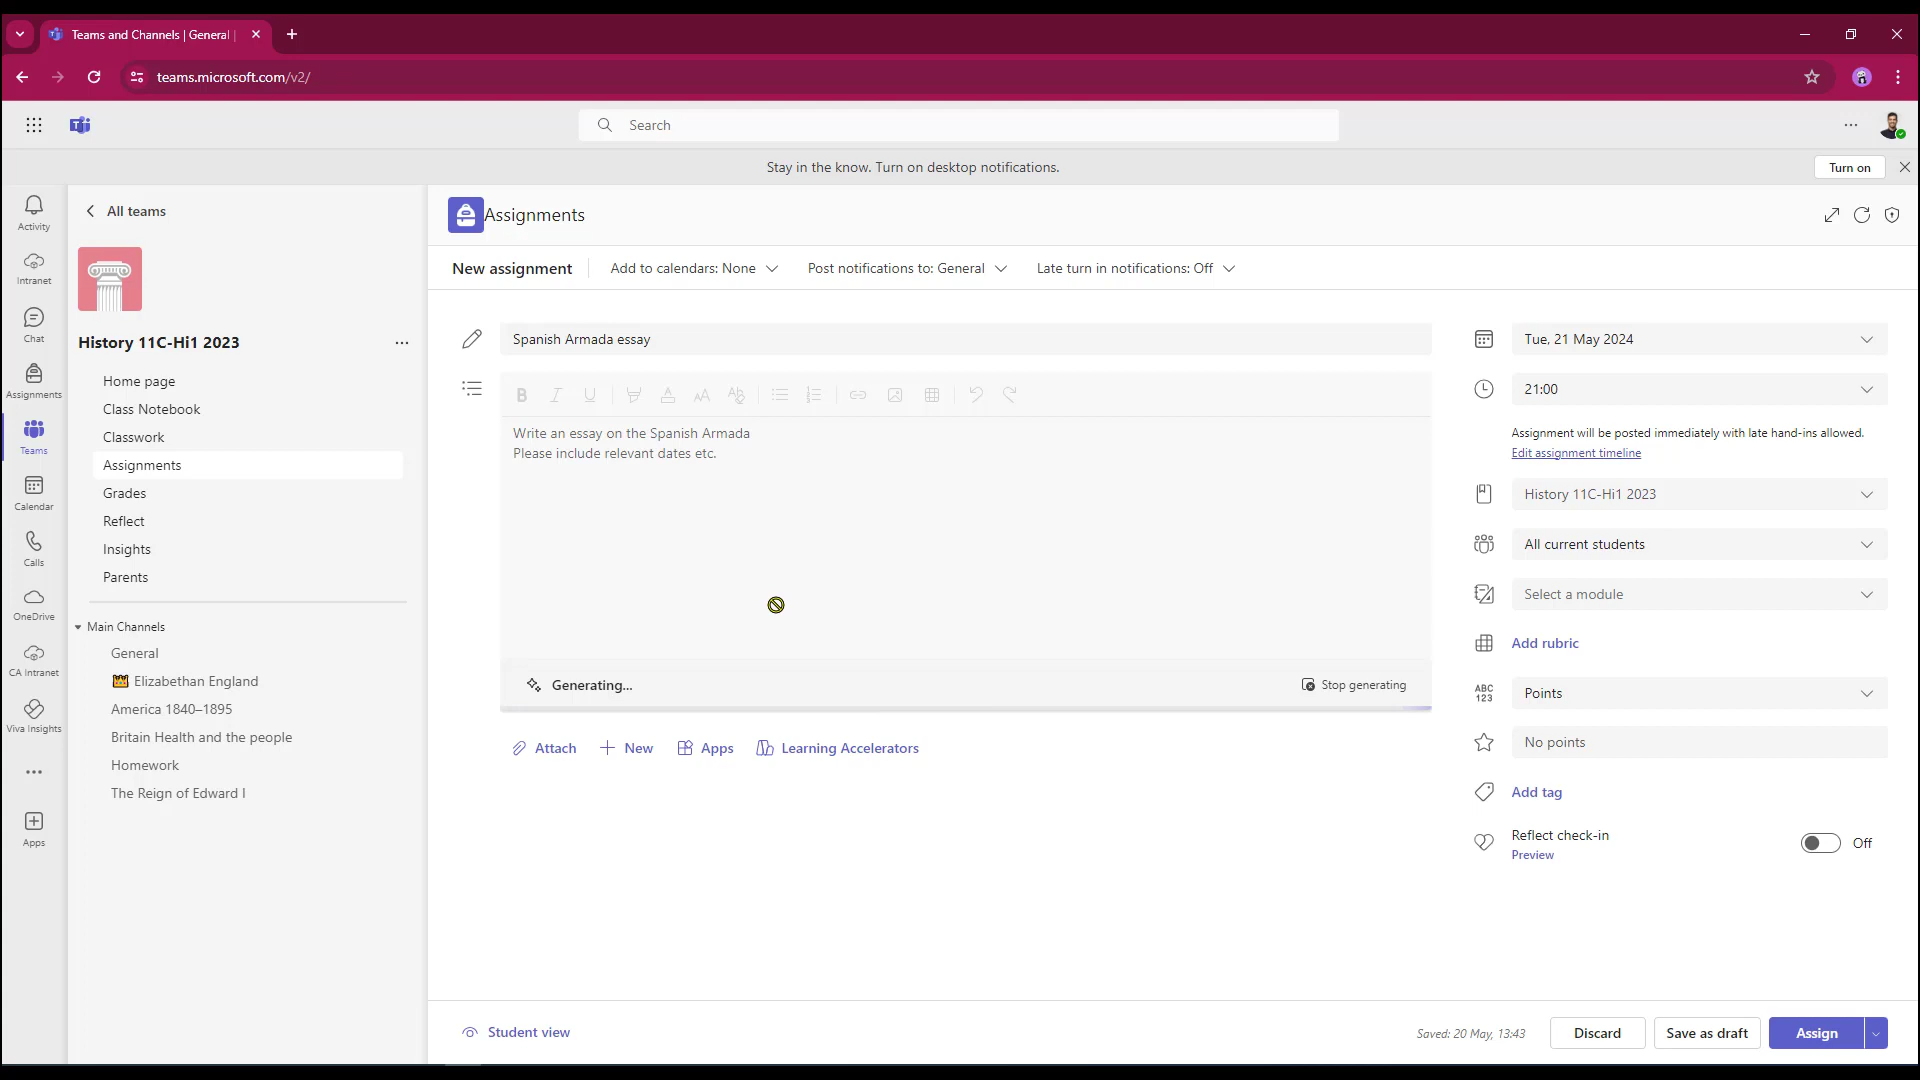 Teams and Channels | General |
teams.microsoft.com/v2/
Search
Stay in the know. Turn on desktop notifications.
Turn on
Activity
Intranet
Chat
Assignments
Teams
Calendar
Calls
OneDrive
CA Intranet
Viva Insights
Apps
All teams
History 11C-Hi1 2023
Home page
Class Notebook
Classwork
Assignments
Grades
Reflect
Insights
Parents
Main Channels
General
Elizabethan England
America 1840–1895
Britain Health and the people
Homework
The Reign of Edward I
Assignments
New assignment
Add to calendars: None
Post notifications to: General
Late turn in notifications: Off
Spanish Armada essay
Write an essay on the Spanish Armada
Please include relevant dates etc.
Generating...
Stop generating
Attach
New
Apps
Learning Accelerators
Tue, 21 May 2024
21:00
Assignment will be posted immediately with late hand-ins allowed.
Edit assignment timeline
History 11C-Hi1 2023
All current students
Select a module
Add rubric
ABC
123
Points
No points
Add tag
Reflect check-in
Preview
Off
Student view
Saved: 20 May, 13:43
Discard
Save as draft
Assign